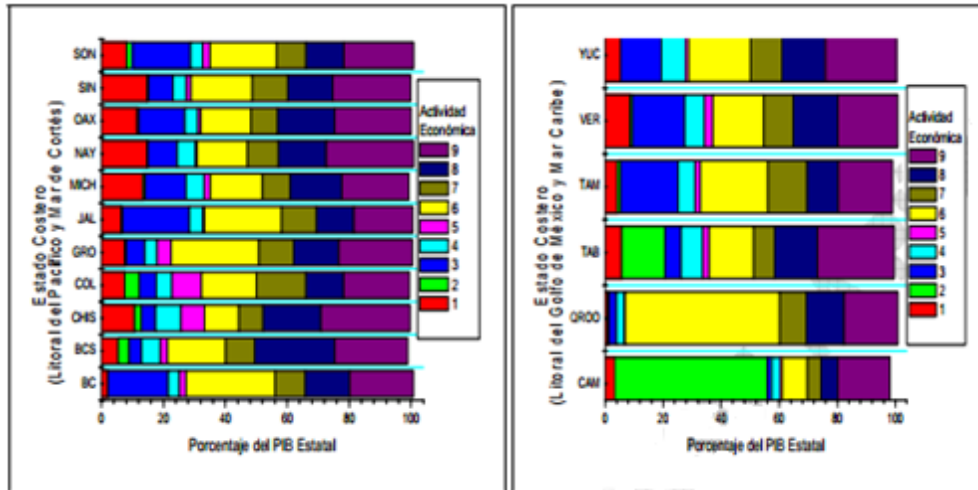 Estado Costero
(Litoral del Pacífico y Mar de Cortés)
SON
SIN
OAX
NAY
MICH
JAL
GRO
COL
CHIS
BCS
BC
0 20 40 60 80 100
Porcentaje del PIB Estatal
Actividad
Económica
9
8
7
6
5
4
3
2
1
Estado Costero
(Litoral del Golfo de México y Mar Caribe)
YUC
VER
TAM
TAB
QROO
CAM
0 20 40 60 80 100
Porcentaje del PIB Estatal
Actividad
Económica
9
8
7
6
5
4
3
2
1